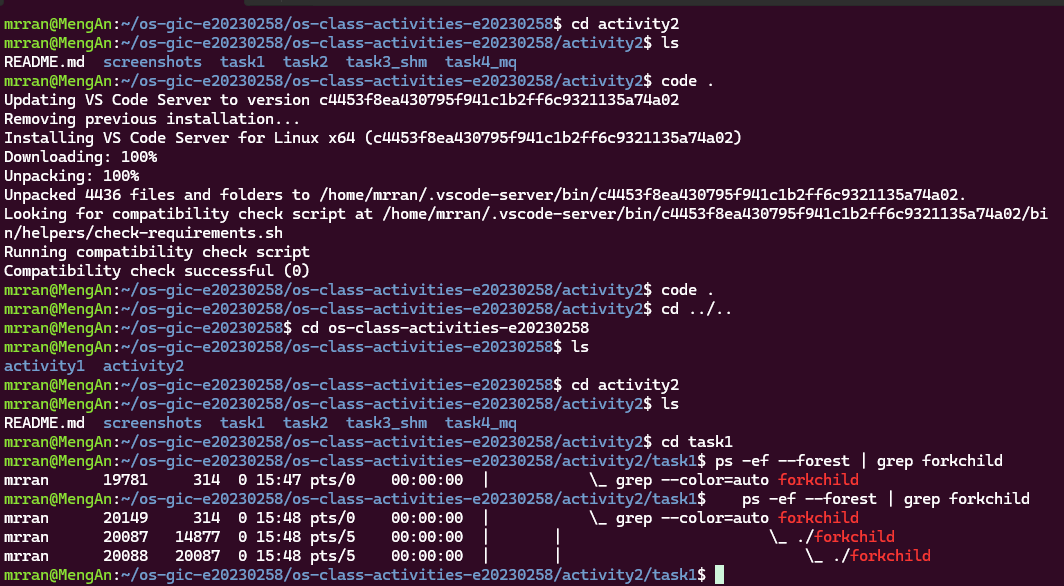 mrran@MengAn:~/os-gic-e20230258/os-class-activities-e20230258$ cd activity2
mrran@MengAn:~/os-gic-e20230258/os-class-activities-e20230258/activity2$ ls
README.md  screenshots  task1  task2  task3_shm  task4_mq
mrran@MengAn:~/os-gic-e20230258/os-class-activities-e20230258/activity2$ code .
Updating VS Code Server to version c4453f8ea430795f941c1b2ff6c9321135a74a02
Removing previous installation...
Installing VS Code Server for Linux x64 (c4453f8ea430795f941c1b2ff6c9321135a74a02)
Downloading: 100%
Unpacking: 100%
Unpacked 4436 files and folders to /home/mrran/.vscode-server/bin/c4453f8ea430795f941c1b2ff6c9321135a74a02.
Looking for compatibility check script at /home/mrran/.vscode-server/bin/c4453f8ea430795f941c1b2ff6c9321135a74a02/bi
n/helpers/check-requirements.sh
Running compatibility check script
Compatibility check successful (0)
mrran@MengAn:~/os-gic-e20230258/os-class-activities-e20230258/activity2$ code .
mrran@MengAn:~/os-gic-e20230258/os-class-activities-e20230258/activity2$ cd ../..
mrran@MengAn:~/os-gic-e20230258$ cd os-class-activities-e20230258
mrran@MengAn:~/os-gic-e20230258/os-class-activities-e20230258$ ls
activity1  activity2
mrran@MengAn:~/os-gic-e20230258/os-class-activities-e20230258$ cd activity2
mrran@MengAn:~/os-gic-e20230258/os-class-activities-e20230258/activity2$ ls
README.md  screenshots  task1  task2  task3_shm  task4_mq
mrran@MengAn:~/os-gic-e20230258/os-class-activities-e20230258/activity2$ cd task1
mrran@MengAn:~/os-gic-e20230258/os-class-activities-e20230258/activity2/task1$ ps -ef --forest | grep forkchild
mrran      19781     314  0 15:47 pts/0    00:00:00  |           \_ grep --color=auto forkchild
mrran@MengAn:~/os-gic-e20230258/os-class-activities-e20230258/activity2/task1$    ps -ef --forest | grep forkchild
mrran      20149     314  0 15:48 pts/0    00:00:00  |           \_ grep --color=auto forkchild
mrran      20087   14877  0 15:48 pts/5    00:00:00  |       |                       \_ ./forkchild
mrran      20088   20087  0 15:48 pts/5    00:00:00  |       |                           \_ ./forkchild
mrran@MengAn:~/os-gic-e20230258/os-class-activities-e20230258/activity2/task1$